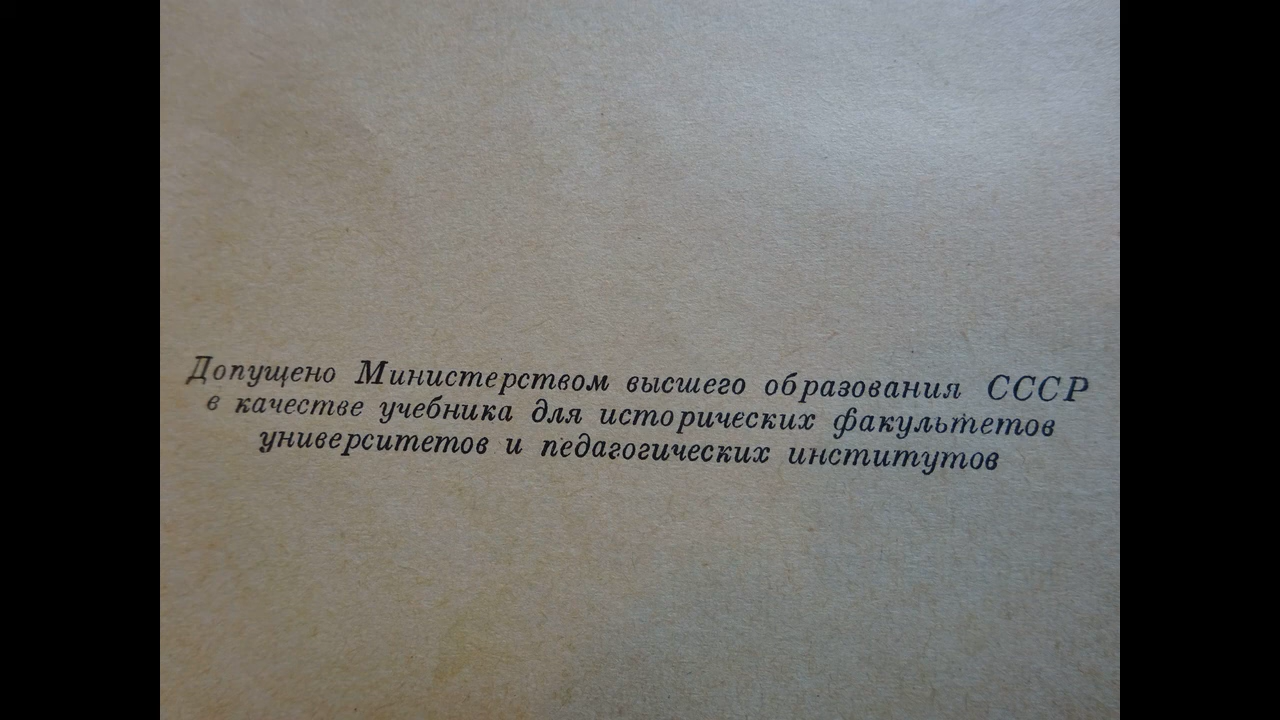 Допущено Министерством высшего образования СССР
в качестве учебника для исторических факультетов
университетов и педагогических институтов